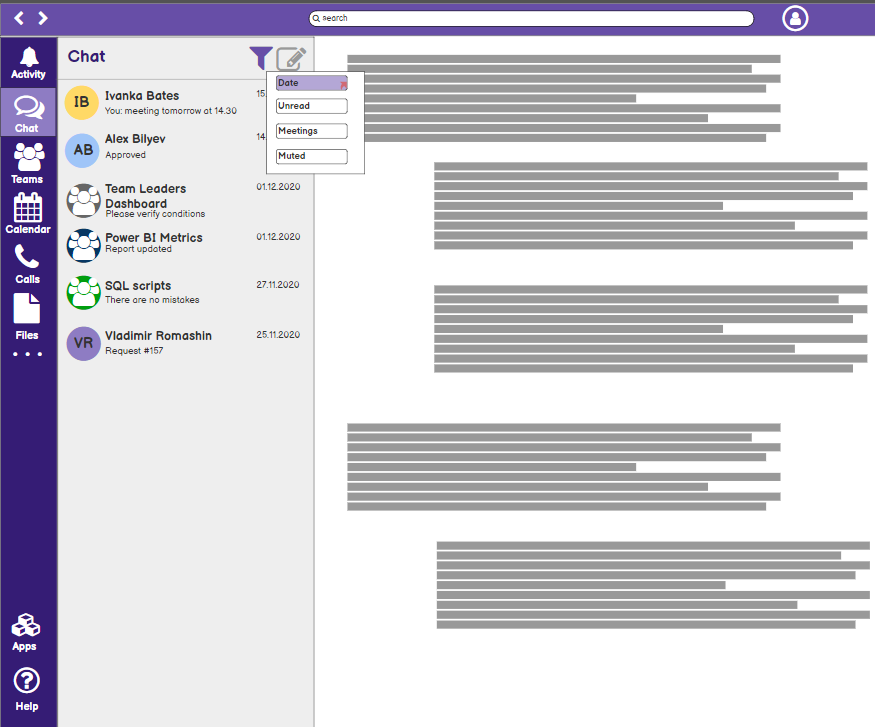 search
Activity
Chat
Teams
Calendar
Calls
Files
Apps
Help
Chat
Date
Unread
Meetings
Muted
IB
Ivanka Bates
15.
You: meeting tomorrow at 14.30
AB
Alex Bilyev
14.
Approved
Team Leaders
Dashboard
01.12.2020
Please verify conditions
Power BI Metrics
01.12.2020
Report updated
SQL scripts
27.11.2020
There are no mistakes
VR
Vladimir Romashin
25.11.2020
Request #157